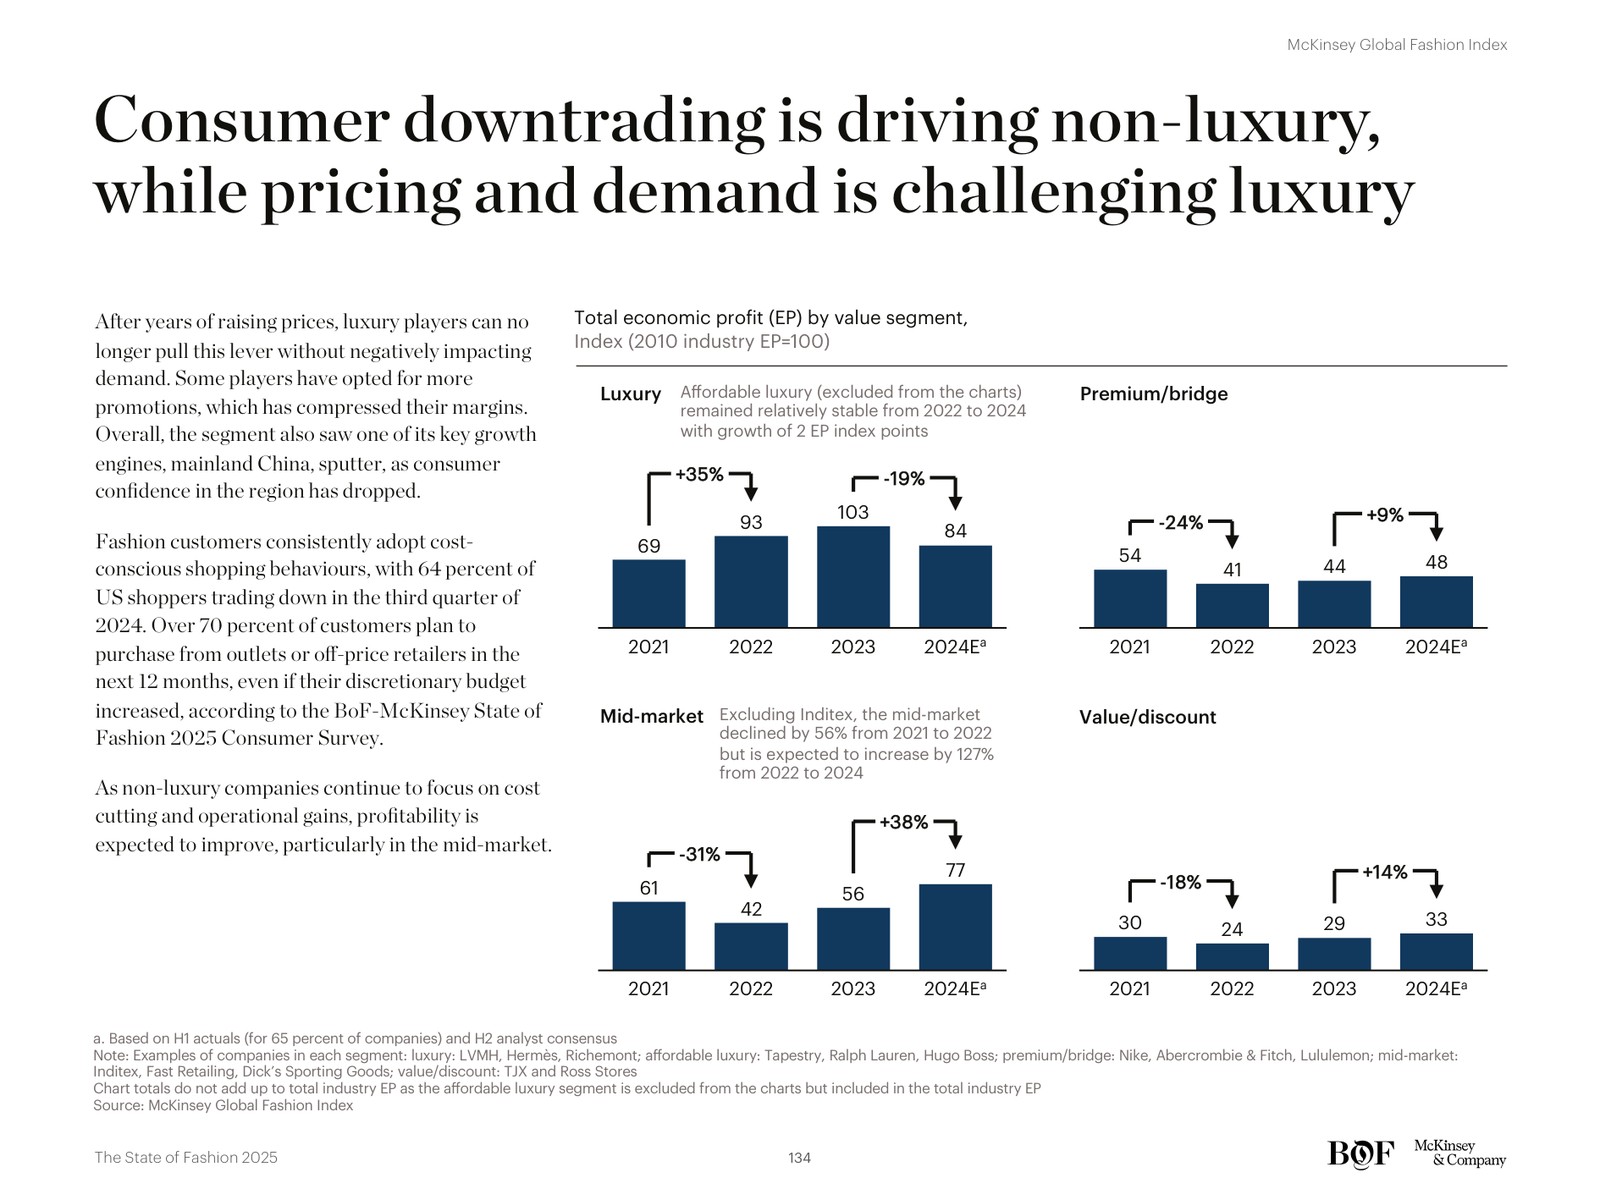 McKinsey Global Fashion Index
Consumer downtrading is driving non-luxury,
while pricing and demand is challenging luxury
After years of raising prices, luxury players can no
longer pull this lever without negatively impacting
demand. Some players have opted for more
promotions, which has compressed their margins.
Overall, the segment also saw one of its key growth
engines, mainland China, sputter, as consumer
confidence in the region has dropped.
Fashion customers consistently adopt cost-
conscious shopping behaviours, with 64 percent of
US shoppers trading down in the third quarter of
2024. Over 70 percent of customers plan to
purchase from outlets or off-price retailers in the
next 12 months, even if their discretionary budget
increased, according to the BoF-McKinsey State of
Fashion 2025 Consumer Survey.
As non-luxury companies continue to focus on cost
cutting and operational gains, profitability is
expected to improve, particularly in the mid-market.
Total economic profit (EP) by value segment,
Index (2010 industry EP=100)
Luxury
Affordable luxury (excluded from the charts)
remained relatively stable from 2022 to 2024
with growth of 2 EP index points
+35%
-19%
69
93
103
84
2021
2022
2023
2024Eᵃ
Premium/bridge
-24%
+9%
54
41
44
48
2021
2022
2023
2024Eᵃ
Mid-market
Excluding Inditex, the mid-market
declined by 56% from 2021 to 2022
but is expected to increase by 127%
from 2022 to 2024
-31%
+38%
61
42
56
77
2021
2022
2023
2024Eᵃ
Value/discount
-18%
+14%
30
24
29
33
2021
2022
2023
2024Eᵃ
a. Based on H1 actuals (for 65 percent of companies) and H2 analyst consensus
Note: Examples of companies in each segment: luxury: LVMH, Hermès, Richemont; affordable luxury: Tapestry, Ralph Lauren, Hugo Boss; premium/bridge: Nike, Abercrombie & Fitch, Lululemon; mid-market:
Inditex, Fast Retailing, Dick's Sporting Goods; value/discount: TJX and Ross Stores
Chart totals do not add up to total industry EP as the affordable luxury segment is excluded from the charts but included in the total industry EP
Source: McKinsey Global Fashion Index
The State of Fashion 2025
134
BOF
McKinsey
& Company